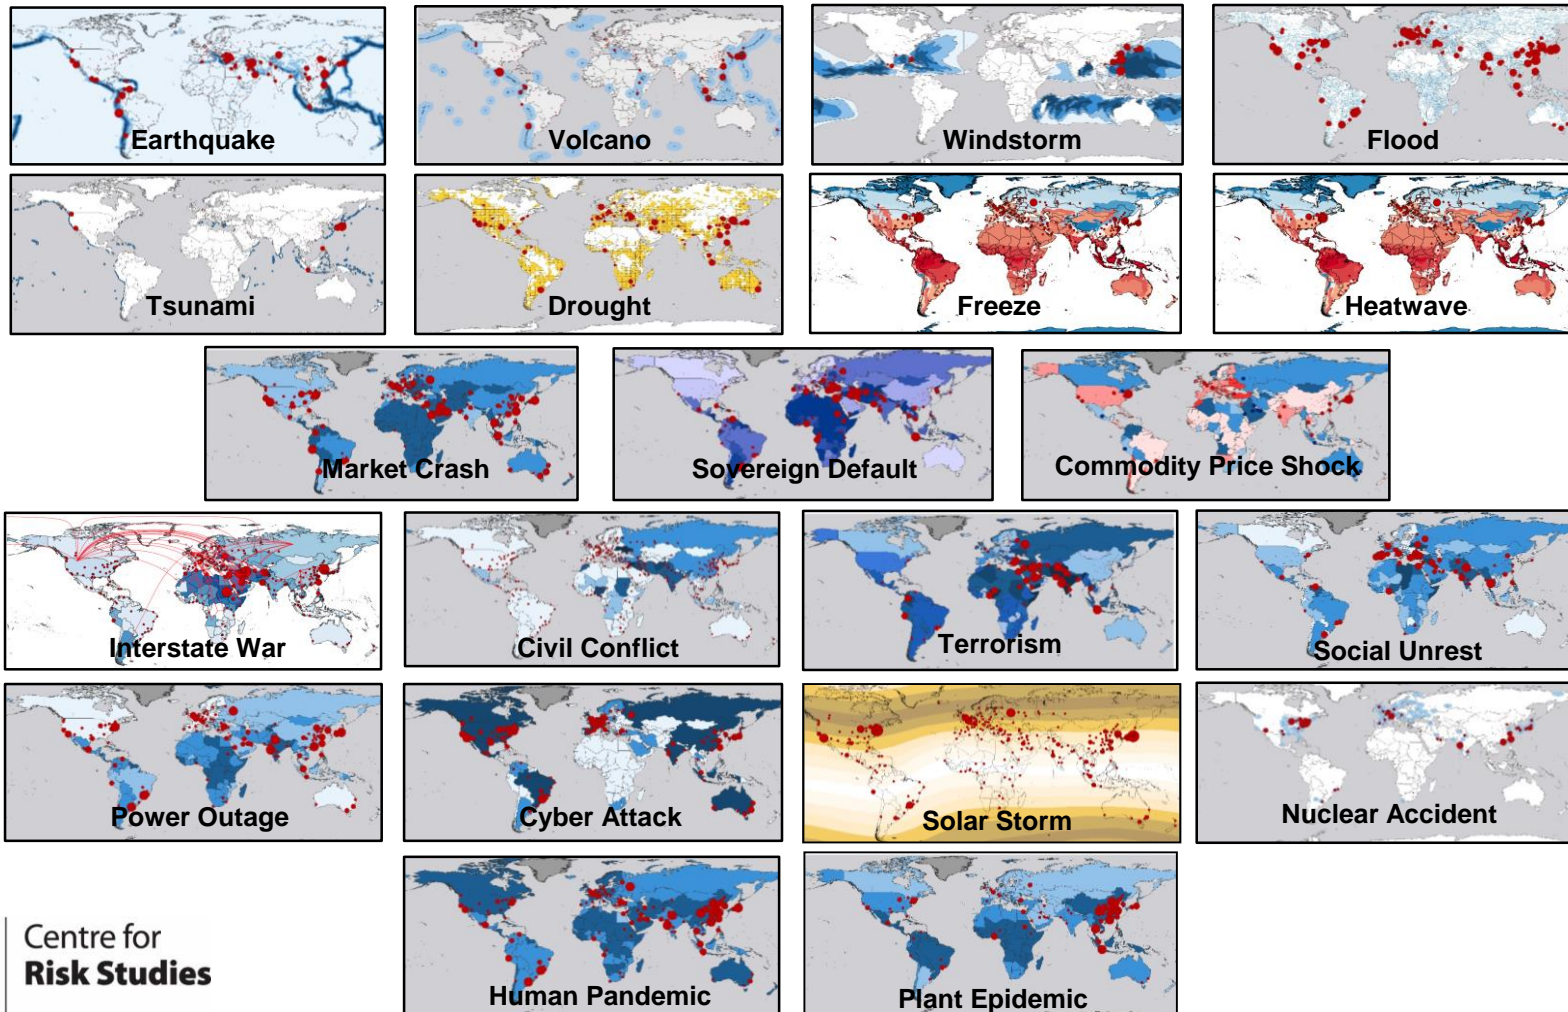 Earthquake
Volcano
Windstorm
Flood
Tsunami
Drought
Freeze
Heatwave
Market Crash
Sovereign Default
Commodity Price Shock
Interstate War
Civil Conflict
Terrorism
Social Unrest
Power Outage
Cyber Attack
Solar Storm
Nuclear Accident
Human Pandemic
Plant Epidemic
Centre for
Risk Studies